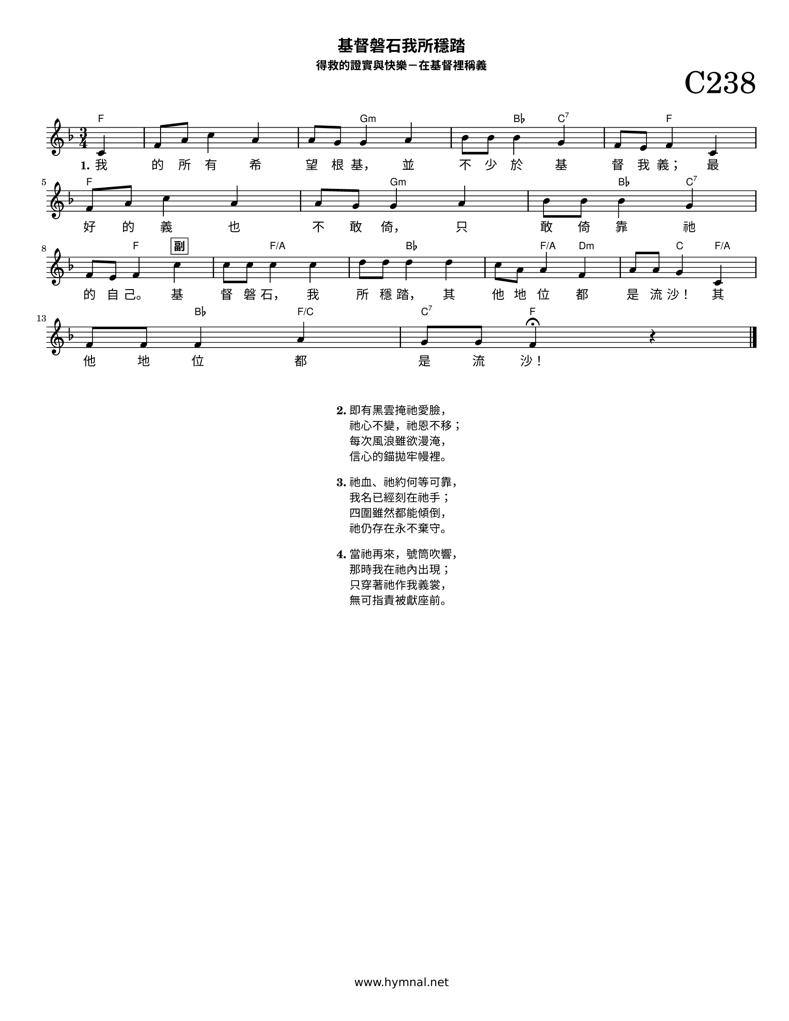 基督磐石我所穩踏
得救的證實與快樂－在基督裡稱義
C238
F Gm B♭ C7 F
3
4
1. 我 的 所 有 希 望 根 基， 並 不 少 於 基 督 我 義； 最
5 F Gm B♭ C7
好 的 義 也 不 敢 倚， 只 敢 倚 靠 祂
8 F 副 F/A B♭ F/A Dm C F/A
的 自 己。 基 督 磐 石， 我 所 穩 踏， 其 他 地 位 都 是 流 沙！ 其
13 B♭ F/C C7 F
他 地 位 都 是 流 沙！
2. 即有黑雲掩祂愛臉，
祂心不變，祂恩不移；
每次風浪雖欲漫淹，
信心的錨拋牢幔裡。
3. 祂血、祂約何等可靠，
我名已經刻在祂手；
四圍雖然都能傾倒，
祂仍存在永不棄守。
4. 當祂再來，號筒吹響，
那時我在祂內出現；
只穿著祂作我義裳，
無可指責被獻座前。
www.hymnal.net